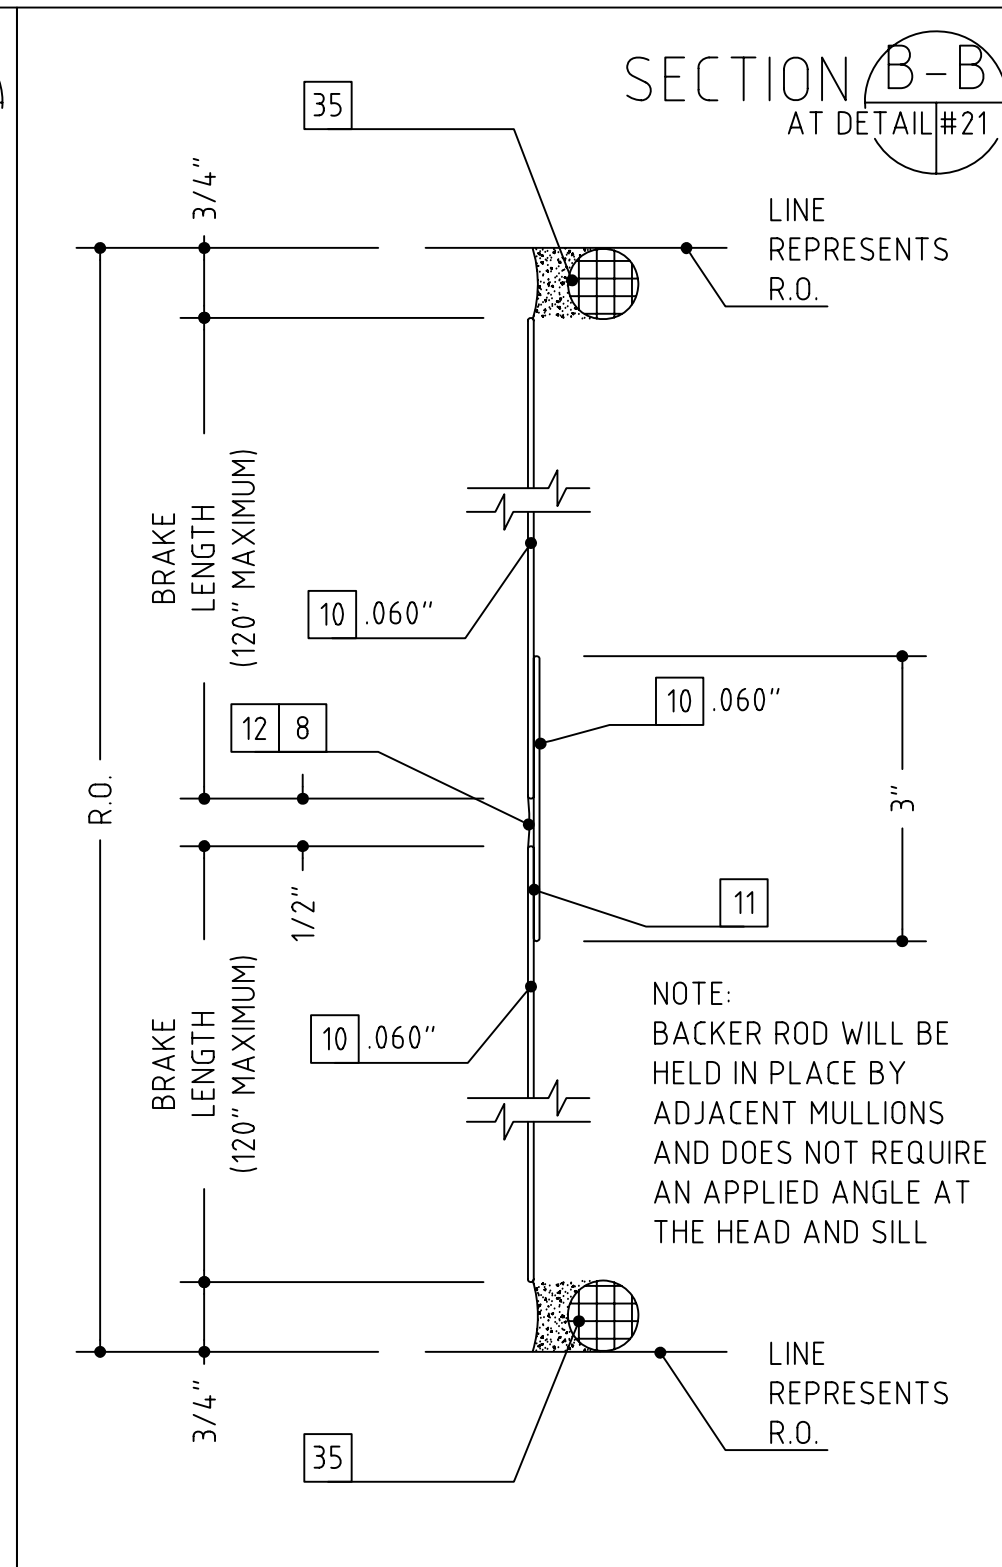 SECTION B-B
AT DETAIL #21
35
3/4"
LINE
REPRESENTS
R.O.
BRAKE
LENGTH
(120" MAXIMUM)
10 .060"
10 .060"
12 8
R.O.
3"
1/2"
11
BRAKE
LENGTH
(120" MAXIMUM)
10 .060"
NOTE:
BACKER ROD WILL BE
HELD IN PLACE BY
ADJACENT MULLIONS
AND DOES NOT REQUIRE
AN APPLIED ANGLE AT
THE HEAD AND SILL
LINE
REPRESENTS
R.O.
3/4"
35